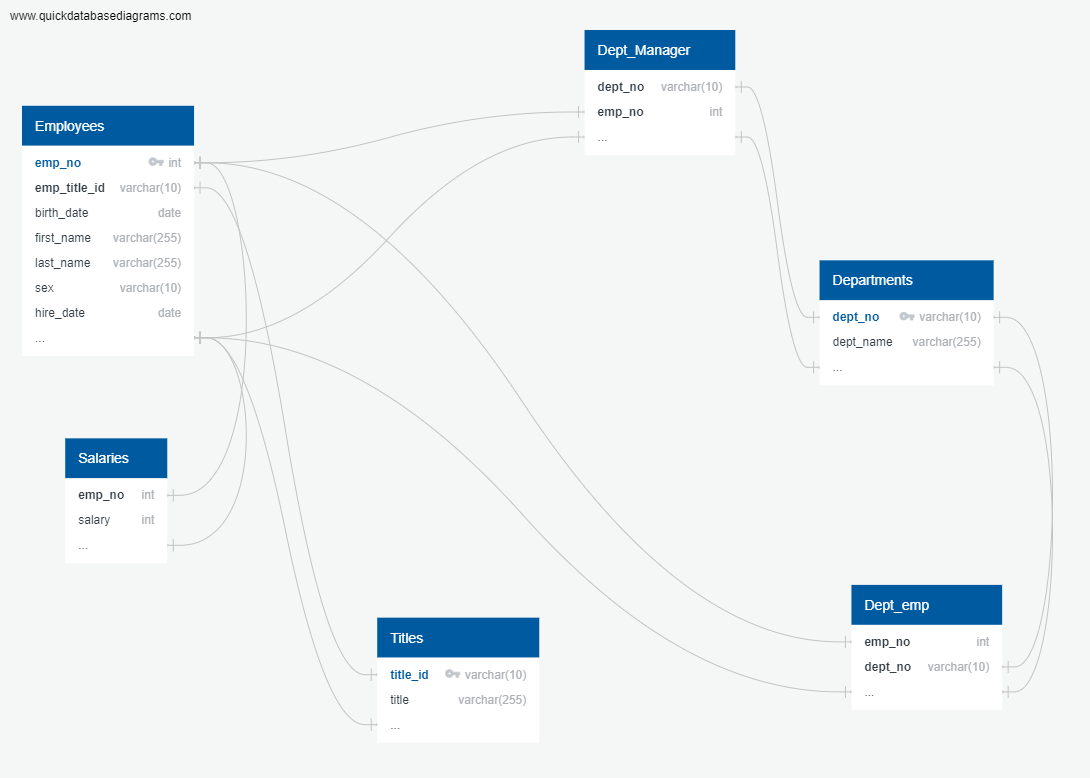 www.quickdatabasediagrams.com
Dept_Manager
dept_no varchar(10)
emp_no int
...
Employees
emp_no int
emp_title_id varchar(10)
birth_date date
first_name varchar(255)
last_name varchar(255)
sex varchar(10)
hire_date date
...
Departments
dept_no varchar(10)
dept_name varchar(255)
...
Salaries
emp_no int
salary int
...
Titles
title_id varchar(10)
title varchar(255)
...
Dept_emp
emp_no int
dept_no varchar(10)
...